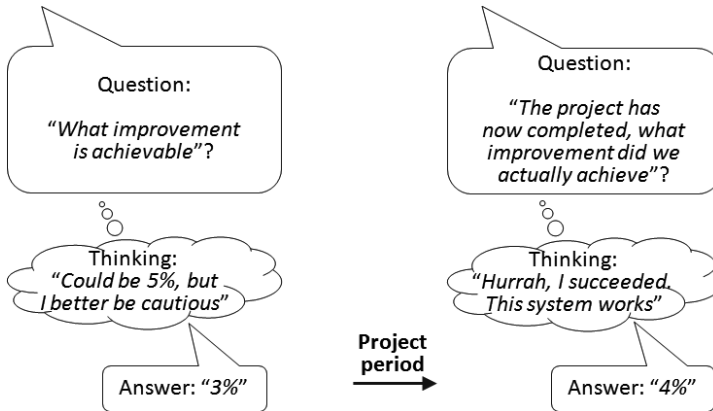 Question:
“What improvement
is achievable”?
Thinking:
“Could be 5%, but
I better be cautious”
Answer: “3%”
Project
period
Question:
“The project has
now completed, what
improvement did we
actually achieve”?
Thinking:
“Hurrah, I succeeded.
This system works”
Answer: “4%”